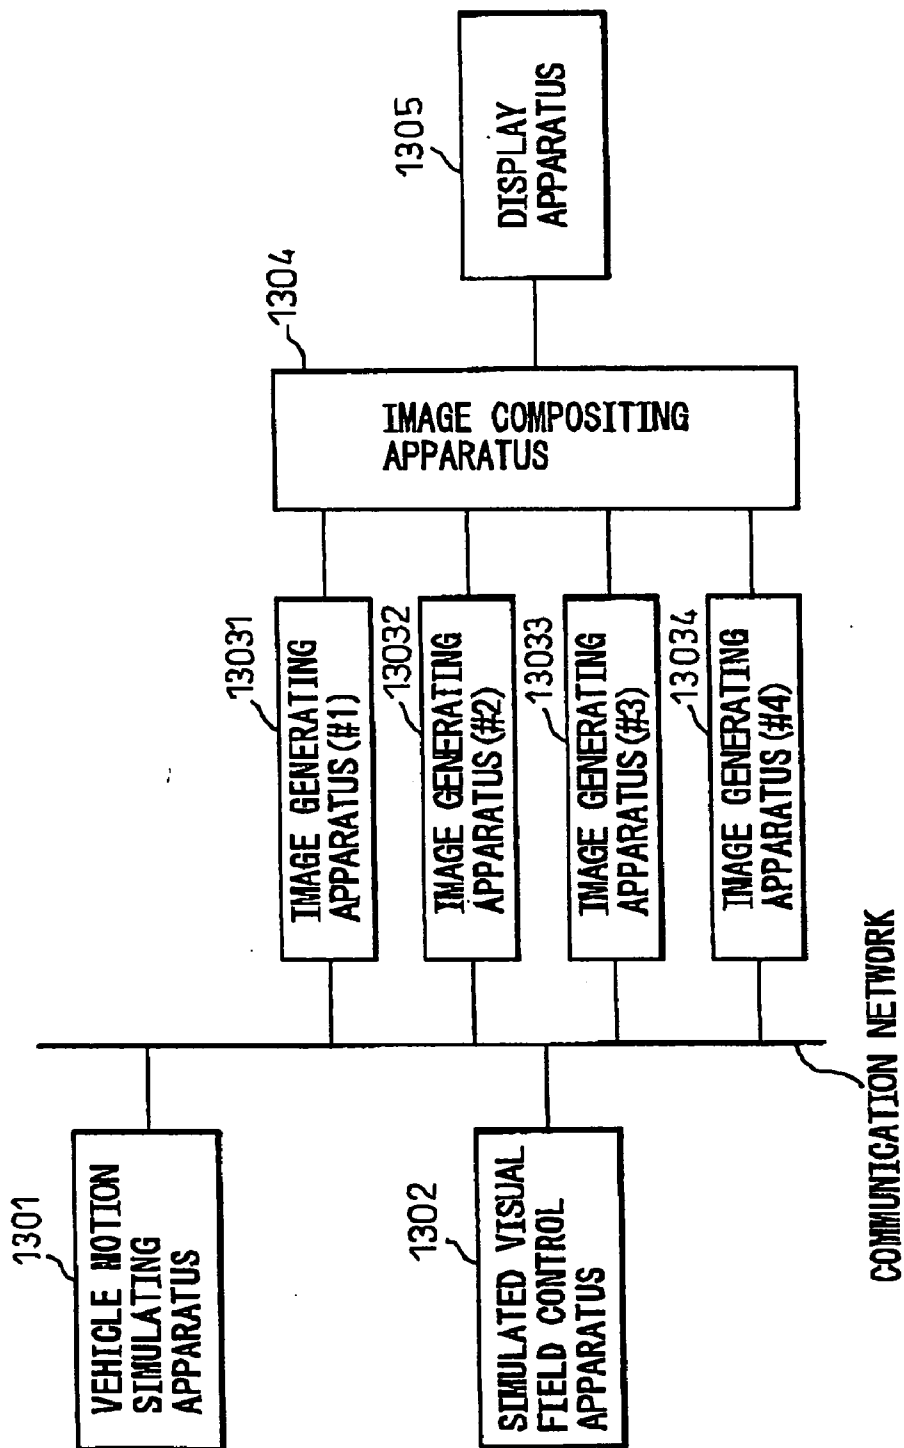 1301
VEHICLE MOTION
SIMULATING
APPARATUS
1302
SIMULATED VISUAL
FIELD CONTROL
APPARATUS
COMMUNICATION NETWORK
13031
IMAGE GENERATING
APPARATUS(#1)
13032
IMAGE GENERATING
APPARATUS(#2)
13033
IMAGE GENERATING
APPARATUS(#3)
13034
IMAGE GENERATING
APPARATUS(#4)
1304
IMAGE COMPOSITING
APPARATUS
1305
DISPLAY
APPARATUS